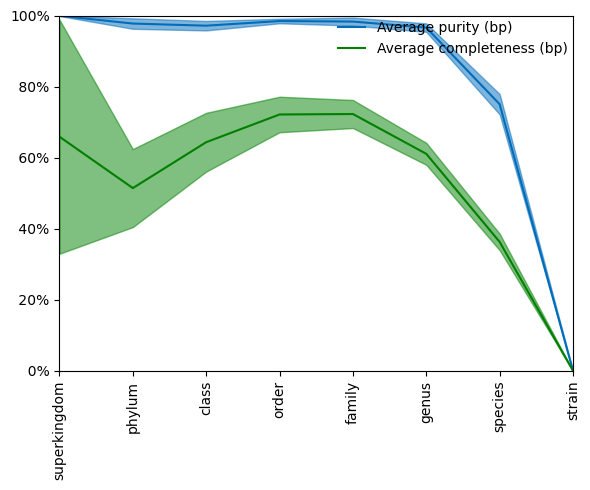 100%
80%
60%
40%
20%
0%
Average purity (bp)
Average completeness (bp)
superkingdom
phylum
class
order
family
genus
species
strain